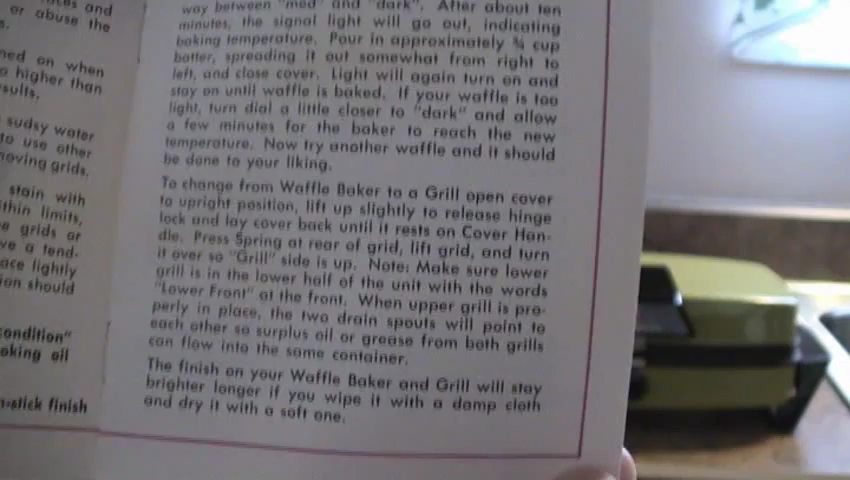 or abuse the
ned on when
higher than
sults.
sudsy water
to use other
moving grids.
stain with
thin limits,
e grids or
ve a tend-
ace lightly
ion should
condition"
oking oil
n-stick finish
way between "med" and "dark". After about ten
minutes, the signal light will go out, indicating
baking temperature. Pour in approximately ¾ cup
batter, spreading it out somewhat from right to
left, and close cover. Light will again turn on and
stay on until waffle is baked. If your waffle is too
light, turn dial a little closer to "dark" and allow
a few minutes for the baker to reach the new
temperature. Now try another waffle and it should
be done to your liking.
To change from Waffle Baker to a Grill open cover
to upright position, lift up slightly to release hinge
lock and lay cover back until it rests on Cover Han-
dle. Press Spring at rear of grid, lift grid, and turn
it over so "Grill" side is up. Note: Make sure lower
grill is in the lower half of the unit with the words
"Lower Front" at the front. When upper grill is pro-
perly in place, the two drain spouts will point to
each other so surplus oil or grease from both grills
can flow into the same container.
The finish on your Waffle Baker and Grill will stay
brighter longer if you wipe it with a damp cloth
and dry it with a soft one.